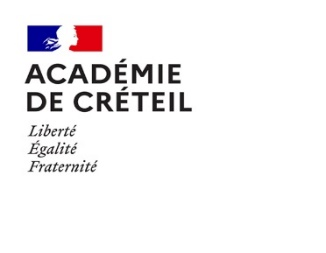 ACADÉMIE
DE CRÉTEIL
Liberté
Égalité
Fraternité